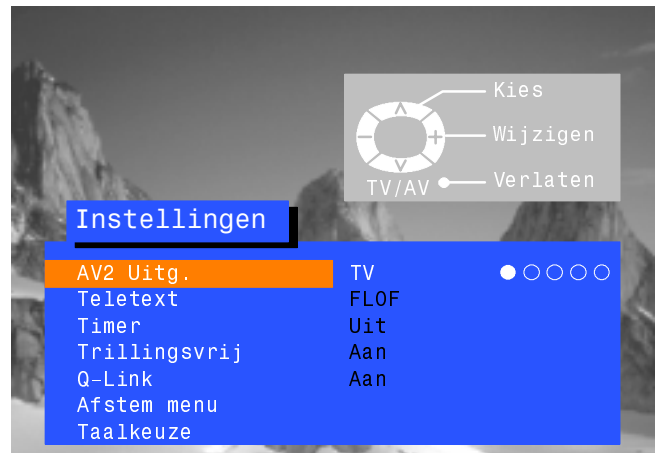 Kies
Wijzigen
TV/AV Verlaten
Instellingen
AV2 Uitg. TV
Teletext FLOF
Timer Uit
Trillingsvrij Aan
Q-Link Aan
Afstem menu
Taalkeuze